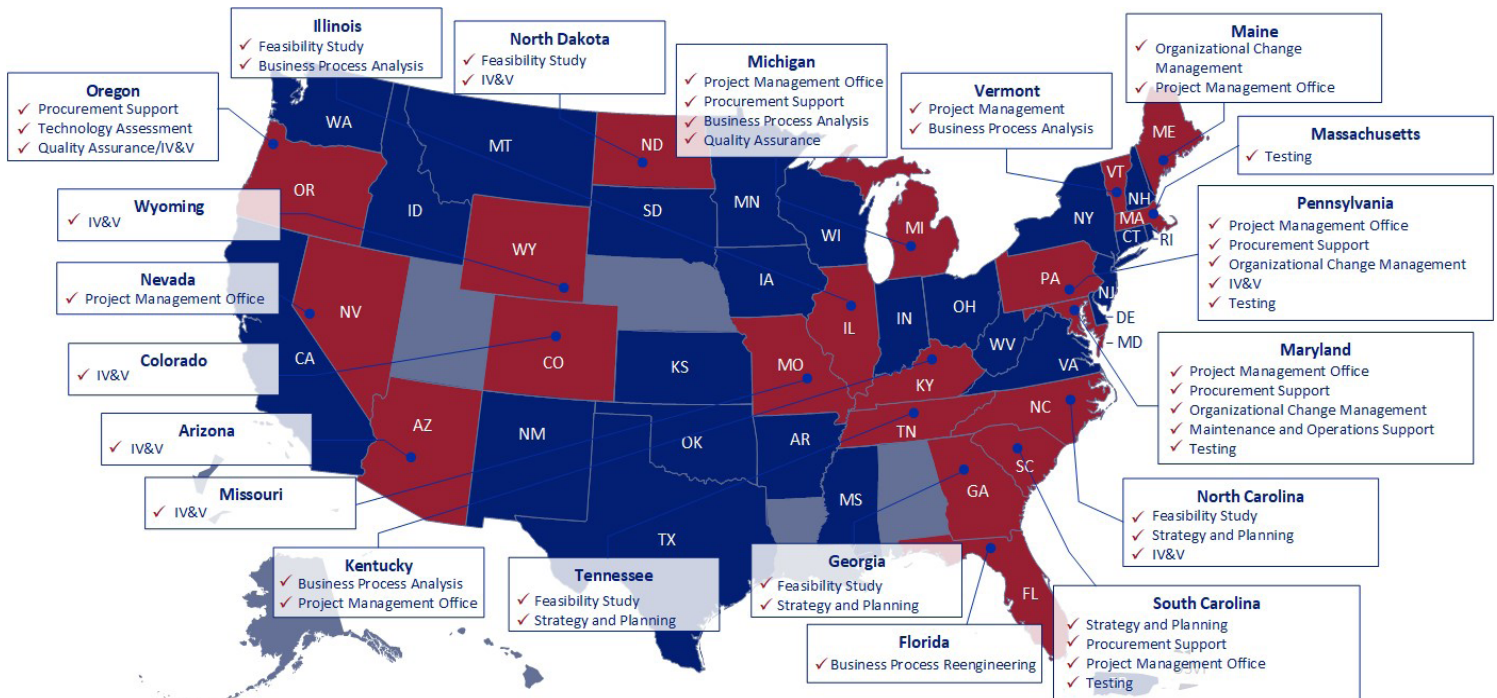 Illinois
✓ Feasibility Study
✓ Business Process Analysis
North Dakota
✓ Feasibility Study
✓ IV&V
Michigan
✓ Project Management Office
✓ Procurement Support
✓ Business Process Analysis
✓ Quality Assurance
Maine
✓ Organizational Change
Management
✓ Project Management Office
Oregon
✓ Procurement Support
✓ Technology Assessment
✓ Quality Assurance/IV&V
Vermont
✓ Project Management
✓ Business Process Analysis
Massachusetts
✓ Testing
Wyoming
✓ IV&V
Pennsylvania
✓ Project Management Office
✓ Procurement Support
✓ Organizational Change Management
✓ IV&V
✓ Testing
Nevada
✓ Project Management Office
Colorado
✓ IV&V
Maryland
✓ Project Management Office
✓ Procurement Support
✓ Organizational Change Management
✓ Maintenance and Operations Support
✓ Testing
Arizona
✓ IV&V
Missouri
✓ IV&V
North Carolina
✓ Feasibility Study
✓ Strategy and Planning
✓ IV&V
Kentucky
✓ Business Process Analysis
✓ Project Management Office
Tennessee
✓ Feasibility Study
✓ Strategy and Planning
Georgia
✓ Feasibility Study
✓ Strategy and Planning
Florida
✓ Business Process Reengineering
South Carolina
✓ Strategy and Planning
✓ Procurement Support
✓ Project Management Office
✓ Testing
WA
MT
ND
ME
VT
NH
OR
ID
SD
MN
WI
MI
NY
MA
CT
RI
WY
IA
PA
NJ
NV
IL
IN
OH
DE
MD
CA
CO
KS
MO
WV
VA
KY
AZ
NM
OK
AR
TN
NC
SC
MS
GA
TX
FL